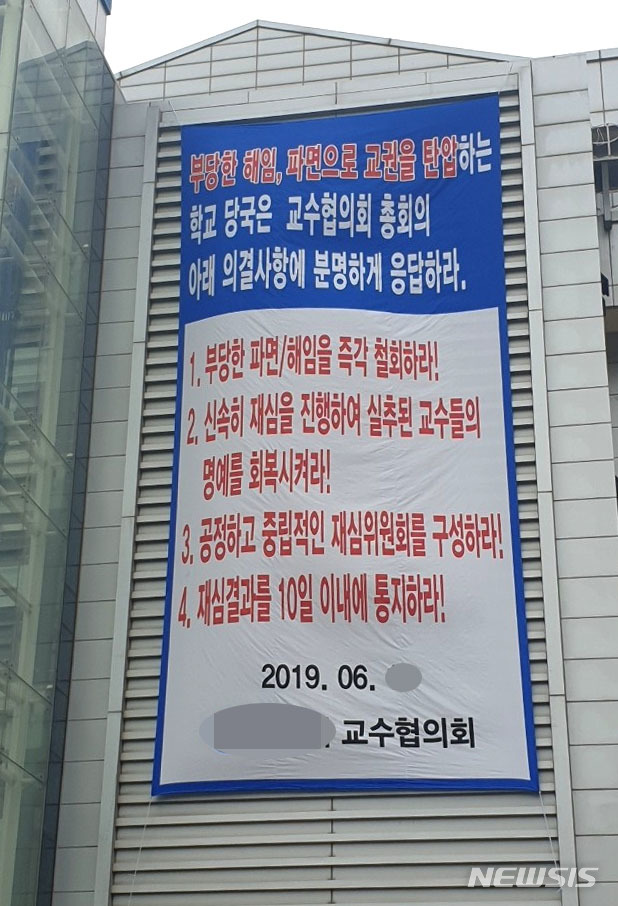 부당한 해임, 파면으로 교권을 탄압하는
학교 당국은 교수협의회 총회의
아래 의결사항에 분명하게 응답하라.
1. 부당한 파면/해임을 즉각 철회하라!
2. 신속히 재심을 진행하여 실추된 교수들의
명예를 회복시켜라!
3. 공정하고 중립적인 재심위원회를 구성하라!
4. 재심결과를 10일 이내에 통지하라!
2019. 06.
교수협의회
NEWSIS